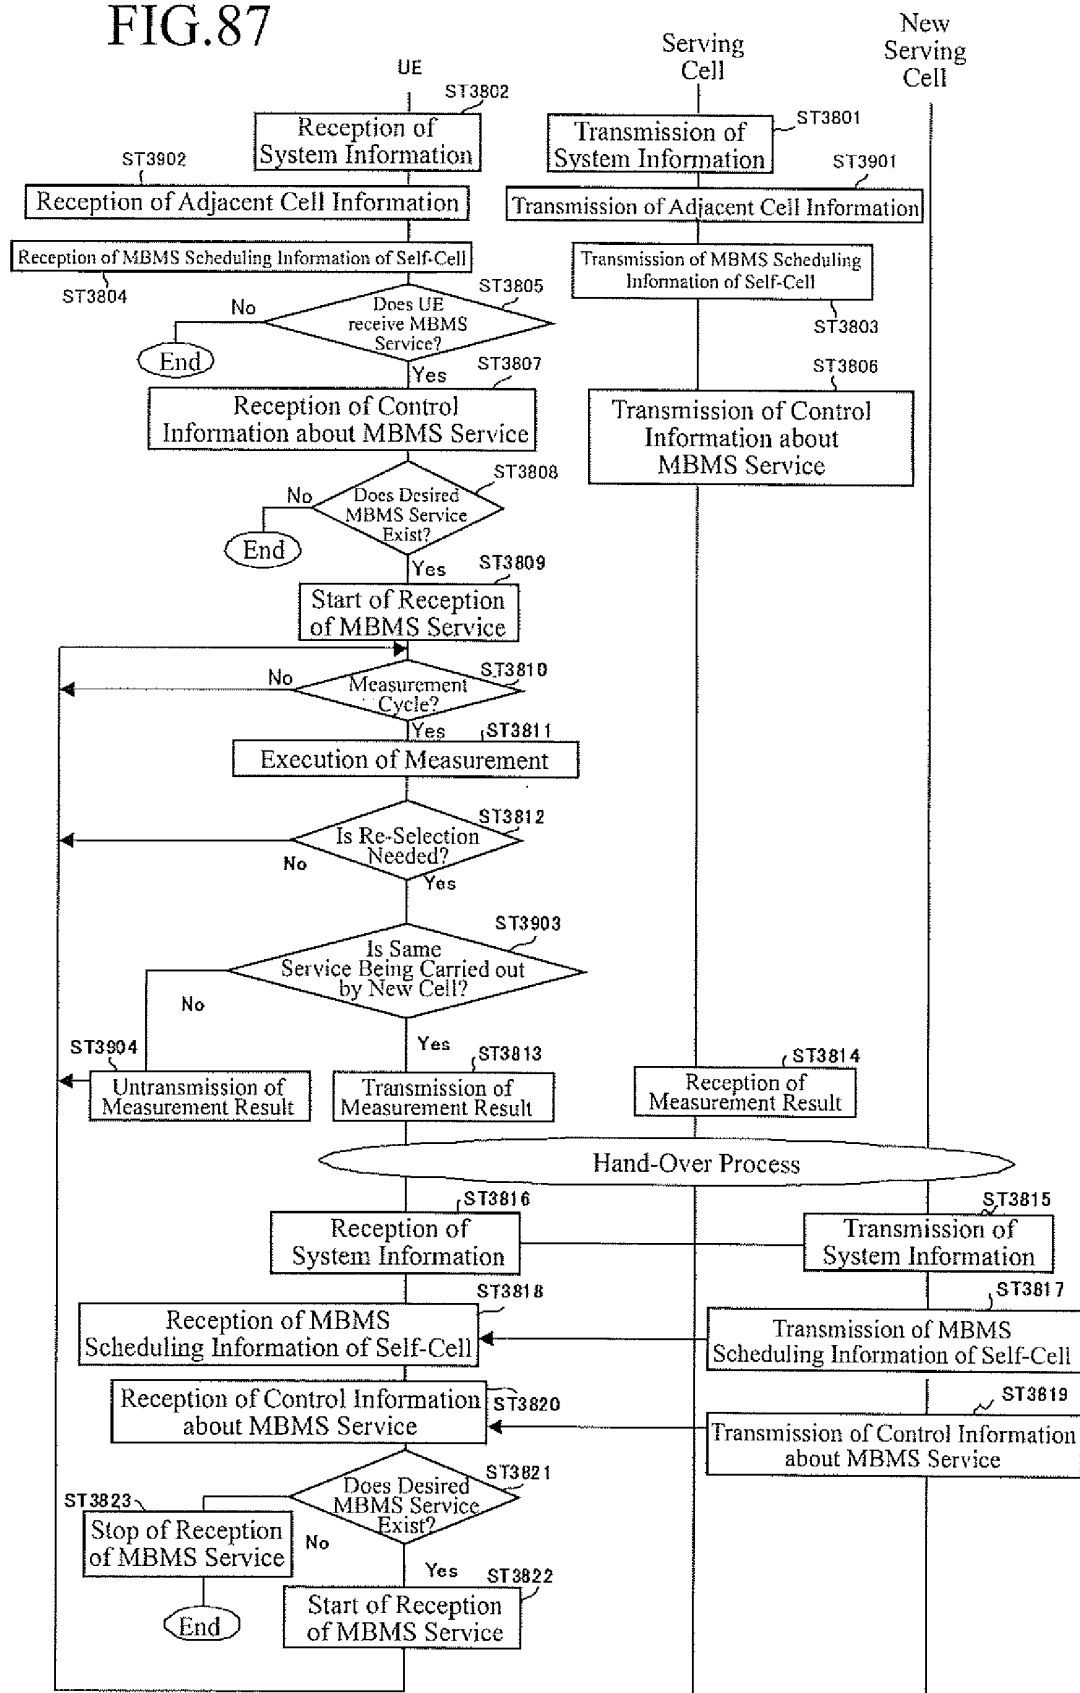 FIG.87
UE
Serving
Cell
New
Serving
Cell
ST3802
Reception of
System Information
ST3801
Transmission of
System Information
ST3902
Reception of Adjacent Cell Information
ST3901
Transmission of Adjacent Cell Information
Reception of MBMS Scheduling Information of Self-Cell
ST3804
Transmission of MBMS Scheduling
Information of Self-Cell
ST3803
ST3805
Does UE
receive MBMS
Service?
No
End
Yes
ST3807
Reception of Control
Information about MBMS Service
ST3806
Transmission of Control
Information about
MBMS Service
ST3808
Does Desired
MBMS Service
Exist?
No
End
Yes
ST3809
Start of Reception
of MBMS Service
ST3810
Measurement
Cycle?
No
Yes
ST3811
Execution of Measurement
ST3812
Is Re-Selection
Needed?
No
Yes
ST3903
Is Same
Service Being Carried out
by New Cell?
No
Yes
ST3904
Untransmission of
Measurement Result
ST3813
Transmission of
Measurement Result
ST3814
Reception of
Measurement Result
Hand-Over Process
ST3816
Reception of
System Information
ST3815
Transmission of
System Information
ST3818
Reception of MBMS
Scheduling Information of Self-Cell
ST3817
Transmission of MBMS
Scheduling Information of Self-Cell
Reception of Control Information
about MBMS Service
ST3820
ST3819
Transmission of Control Information
about MBMS Service
ST3821
Does Desired
MBMS Service
Exist?
ST3823
Stop of Reception
of MBMS Service
No
End
Yes
ST3822
Start of Reception
of MBMS Service